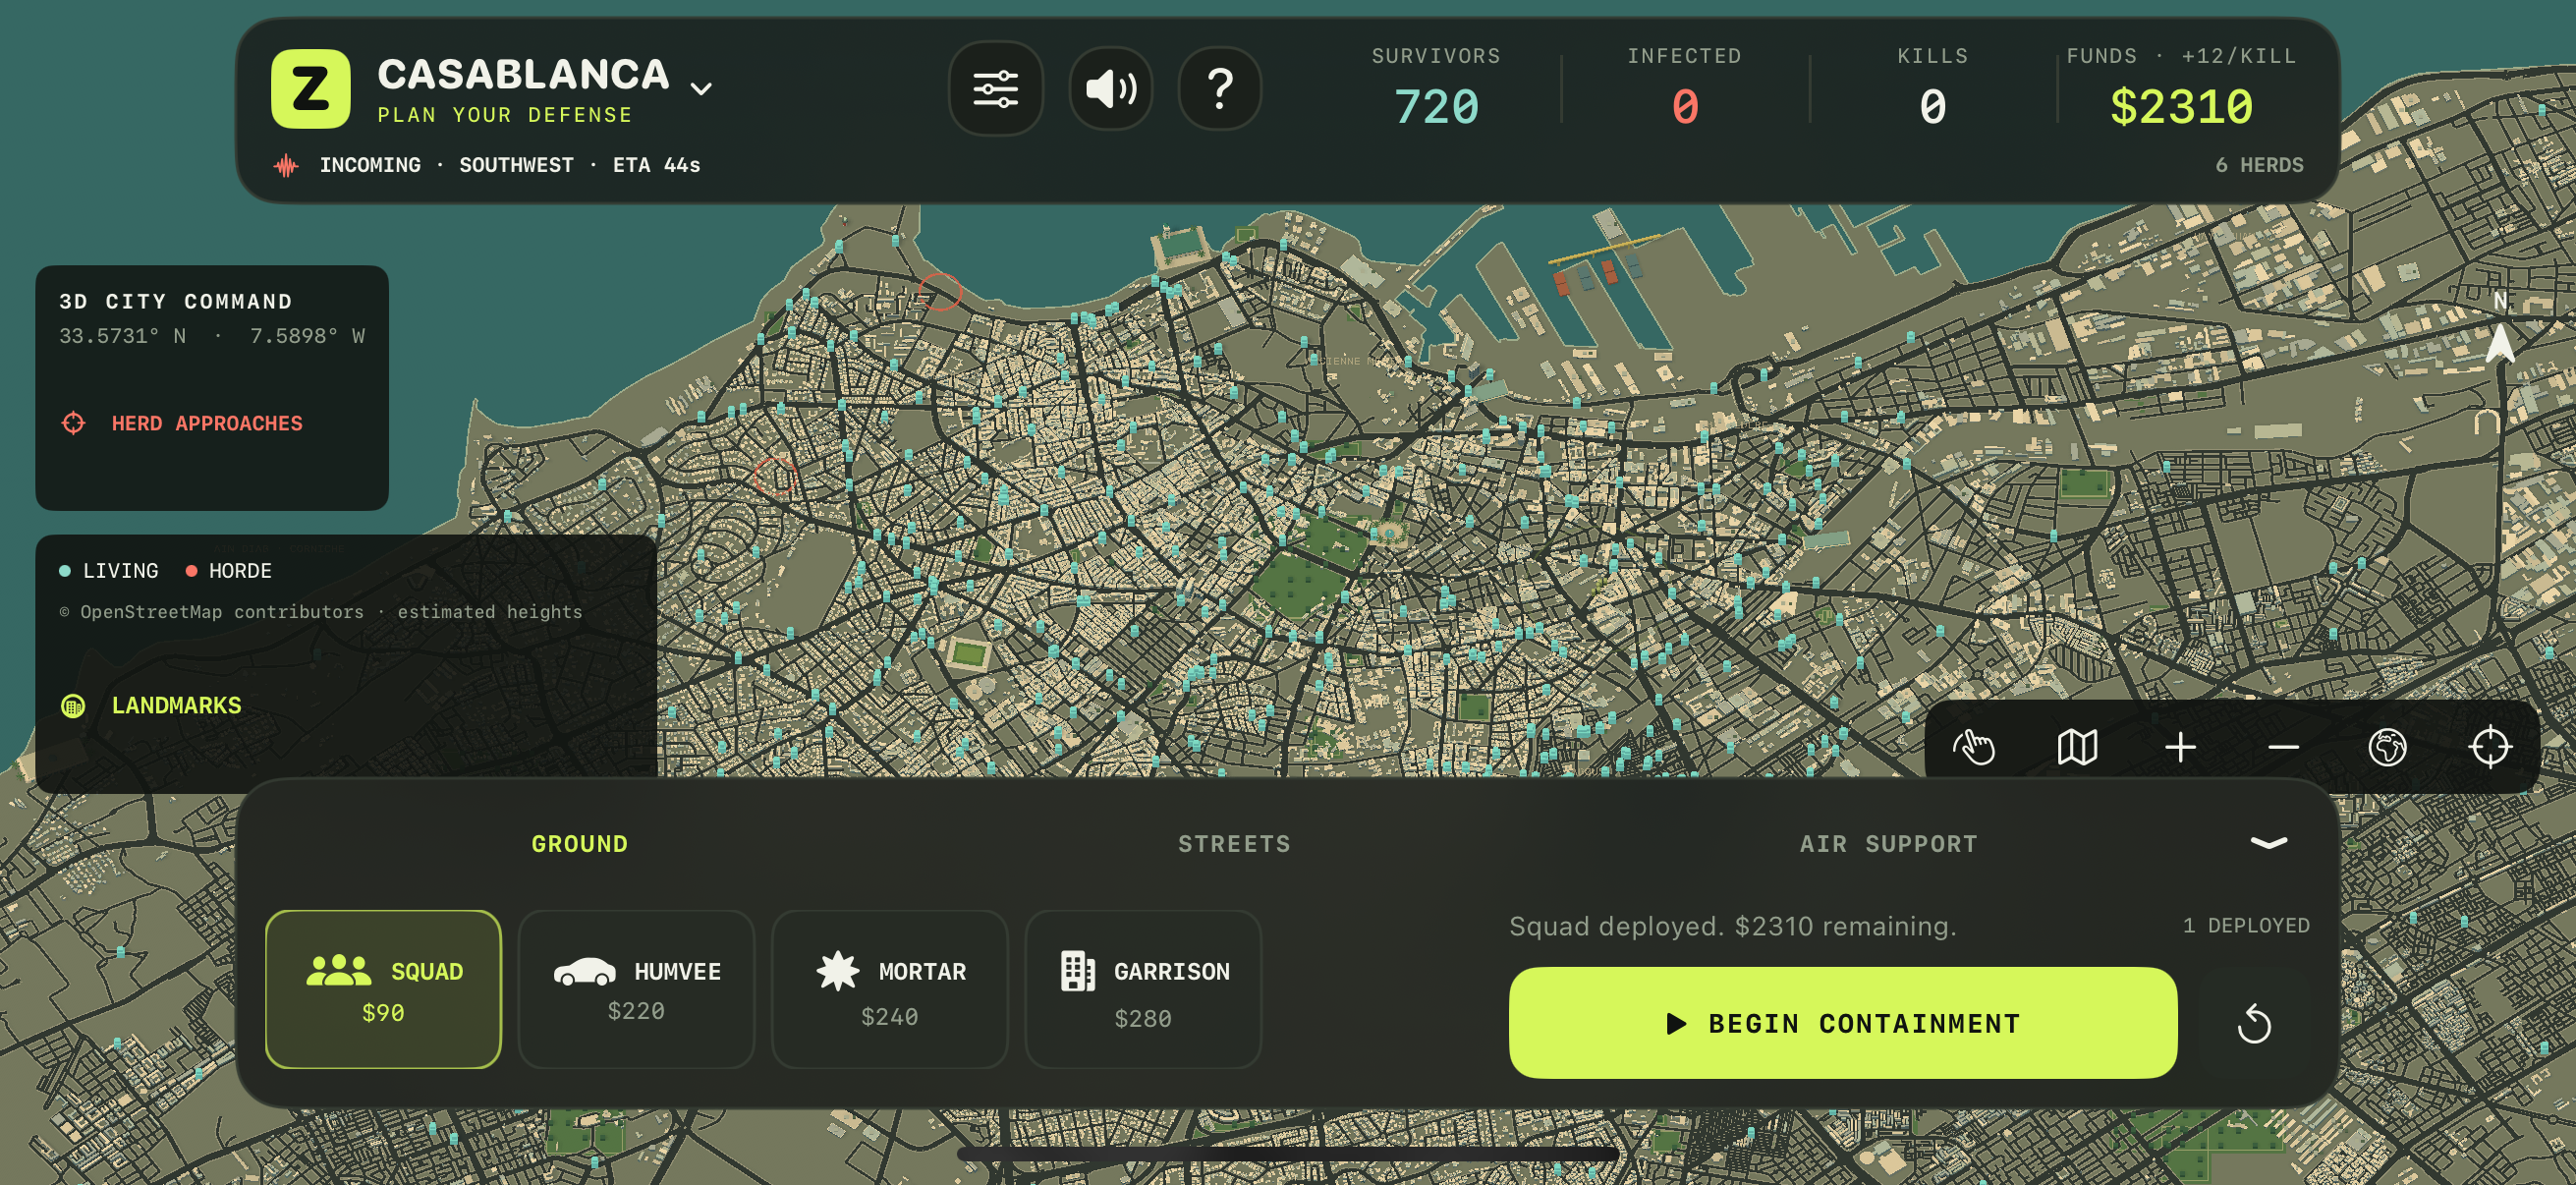 Z
CASABLANCA
PLAN YOUR DEFENSE
INCOMING · SOUTHWEST · ETA 44s
?
SURVIVORS
720
INFECTED
0
KILLS
0
FUNDS · +12/KILL
$2310
6 HERDS
3D CITY COMMAND
33.5731° N · 7.5898° W
HERD APPROACHES
N
LIVING
HORDE
© OpenStreetMap contributors · estimated heights
LANDMARKS
GROUND
STREETS
AIR SUPPORT
SQUAD
$90
HUMVEE
$220
MORTAR
$240
GARRISON
$280
Squad deployed. $2310 remaining.
1 DEPLOYED
BEGIN CONTAINMENT